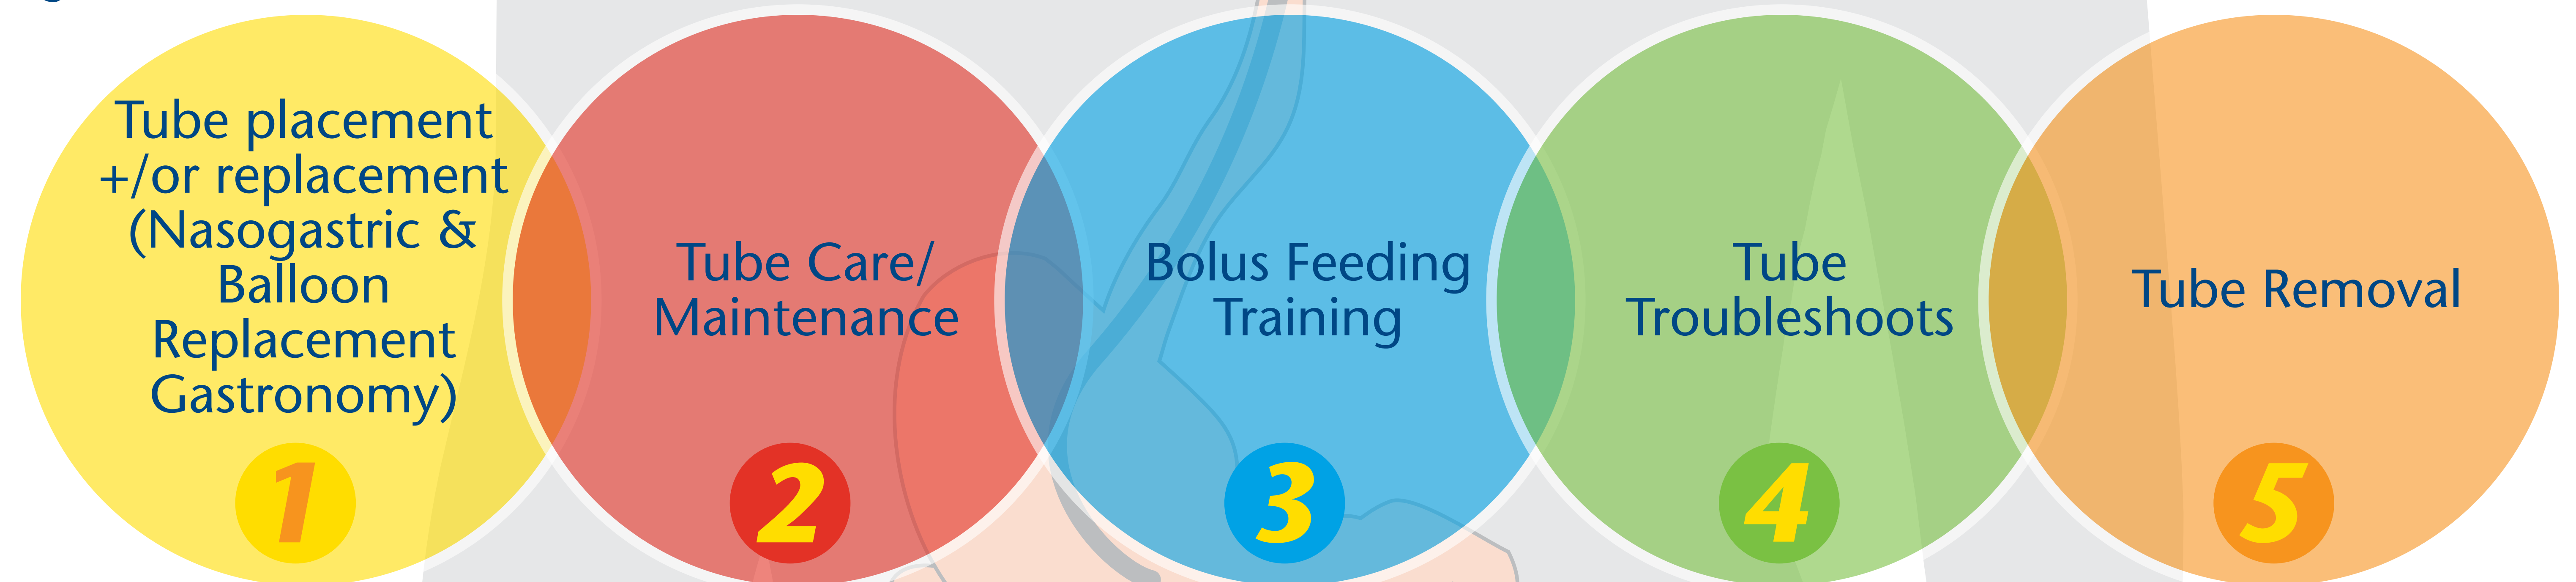 Tube placement
+/or replacement
(Nasogastric &
Balloon
Replacement
Gastronomy)
1
Tube Care/
Maintenance
2
Bolus Feeding
Training
3
Tube
Troubleshoots
4
Tube Removal
5